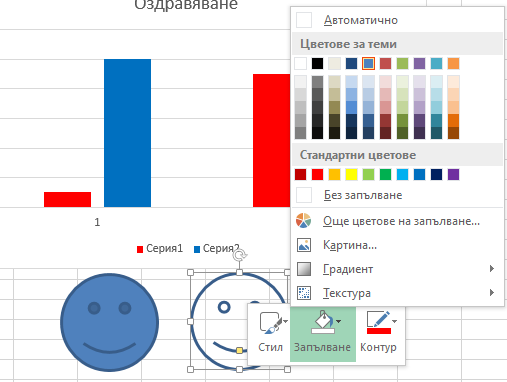 Оздравяване
1
Серия1 Серия2
Автоматично
Цветове за теми
Стандартни цветове
Без запълване
Още цветове на запълване...
Картина...
Градиент
Текстура
Стил Запълване Контур